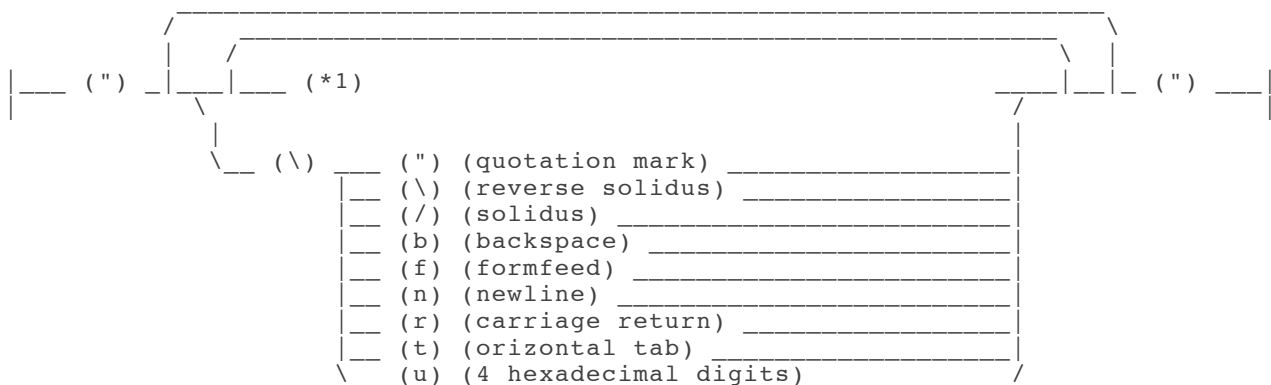 (") (*1) (")
(\) (") (quotation mark)
(\) (reverse solidus)
(/) (solidus)
(b) (backspace)
(f) (formfeed)
(n) (newline)
(r) (carriage return)
(t) (orizontal tab)
(u) (4 hexadecimal digits)